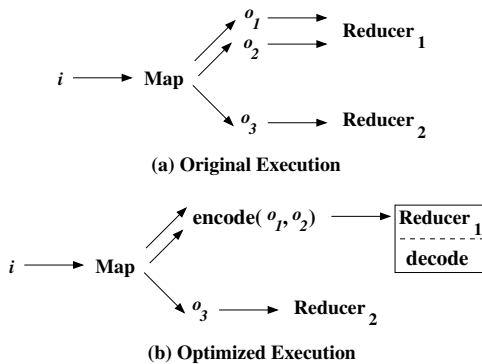 o1
o2
Reducer1
i
Map
o3
Reducer2
(a) Original Execution
encode( o1, o2)
Reducer1
decode
i
Map
o3
Reducer2
(b) Optimized Execution